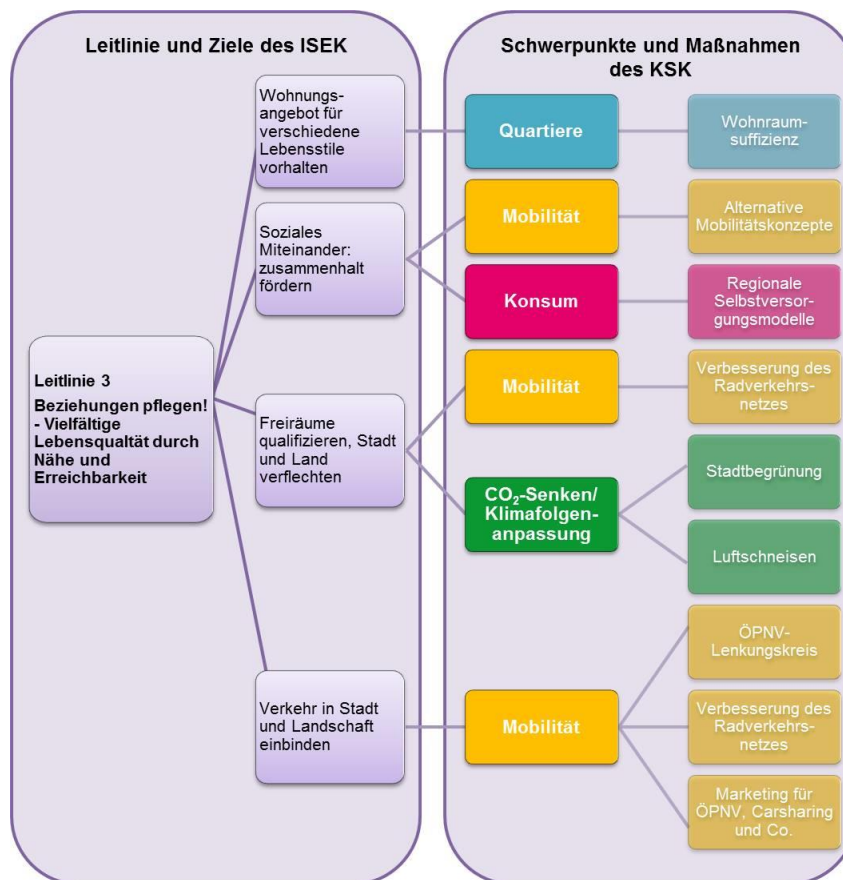 Leitlinie und Ziele des ISEK
Leitlinie 3
Beziehungen pflegen!
- Vielfältige
Lebensqualtät durch
Nähe und
Erreichbarkeit
Wohnungs-
angebot für
verschiedene
Lebensstile
vorhalten
Soziales
Miteinander:
zusammenhalt
fördern
Freiräume
qualifizieren, Stadt
und Land
verflechten
Verkehr in Stadt
und Landschaft
einbinden
Schwerpunkte und Maßnahmen
des KSK
Quartiere
Wohnraum-
suffizienz
Mobilität
Alternative
Mobilitätskonzepte
Konsum
Regionale
Selbstversor-
gungsmodelle
Mobilität
Verbesserung des
Radverkehrs-
netzes
CO₂-Senken/
Klimafolgen-
anpassung
Stadtbegrünung
Luftschneisen
Mobilität
ÖPNV-
Lenkungskreis
Verbesserung des
Radverkehrs-
netzes
Marketing für
ÖPNV, Carsharing
und Co.